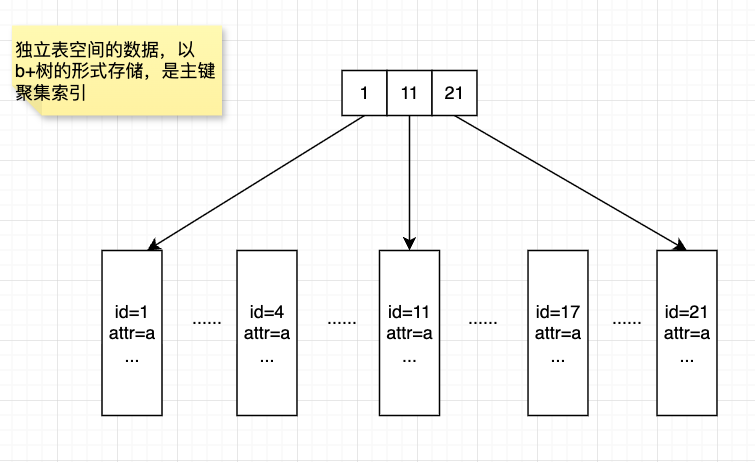 独立表空间的数据，以
b+树的形式存储，是主键
聚集索引
1 11 21
id=1
attr=a
...
......
id=4
attr=a
...
......
id=11
attr=a
...
......
id=17
attr=a
...
......
id=21
attr=a
...